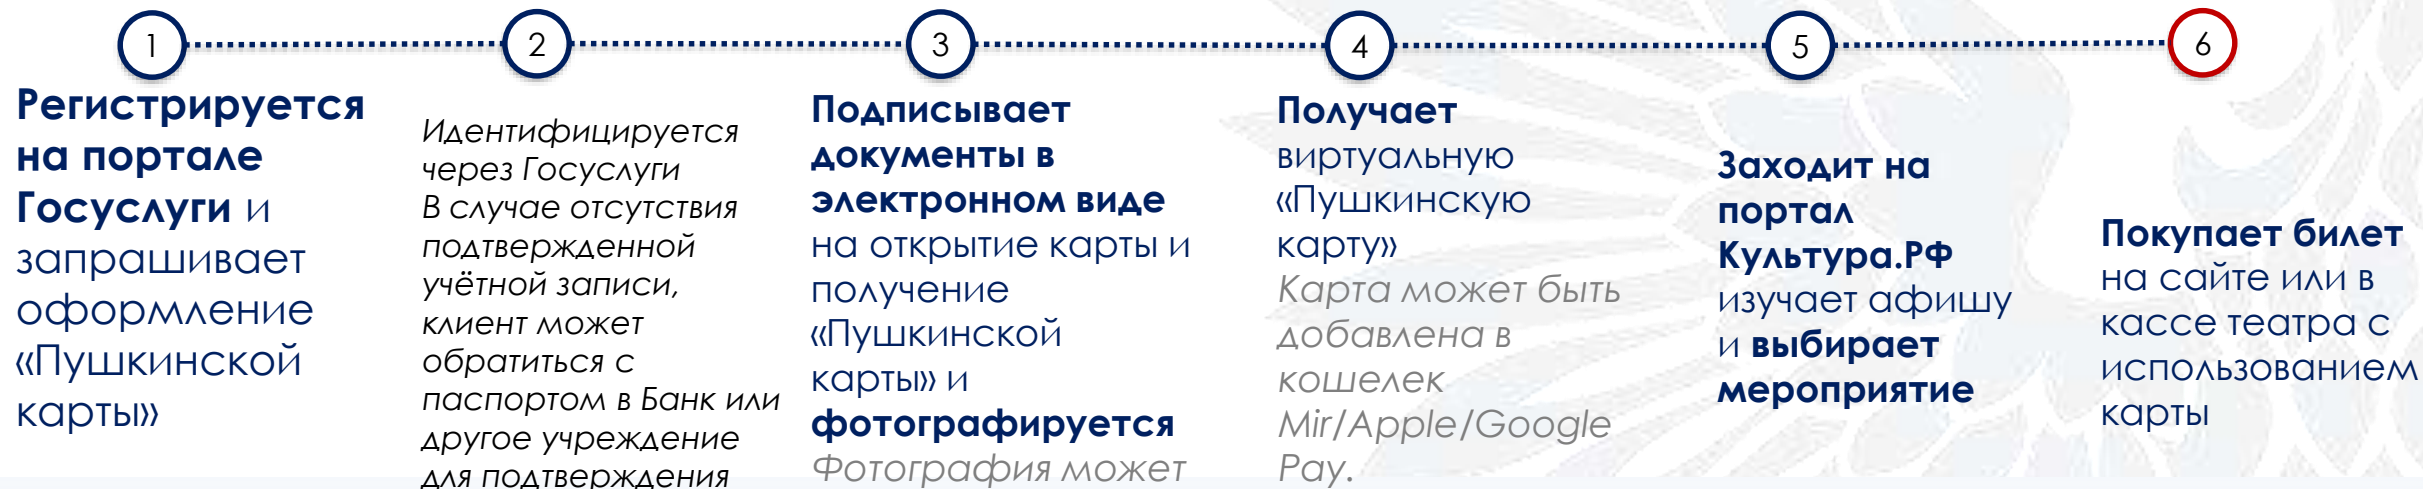 1
Регистрируется
на портале
Госуслуги и
запрашивает
оформление
«Пушкинской
карты»
2
Идентифицируется
через Госуслуги
В случае отсутствия
подтвержденной
учётной записи,
клиент может
обратиться с
паспортом в Банк или
другое учреждение
для подтверждения
3
Подписывает
документы в
электронном виде
на открытие карты и
получение
«Пушкинской
карты» и
фотографируется
Фотография может
4
Получает
виртуальную
«Пушкинскую
карту»
Карта может быть
добавлена в
кошелек
Mir/Apple/Google
Pay.
5
Заходит на
портал
Культура.РФ
изучает афишу
и выбирает
мероприятие
6
Покупает билет
на сайте или в
кассе театра с
использованием
карты